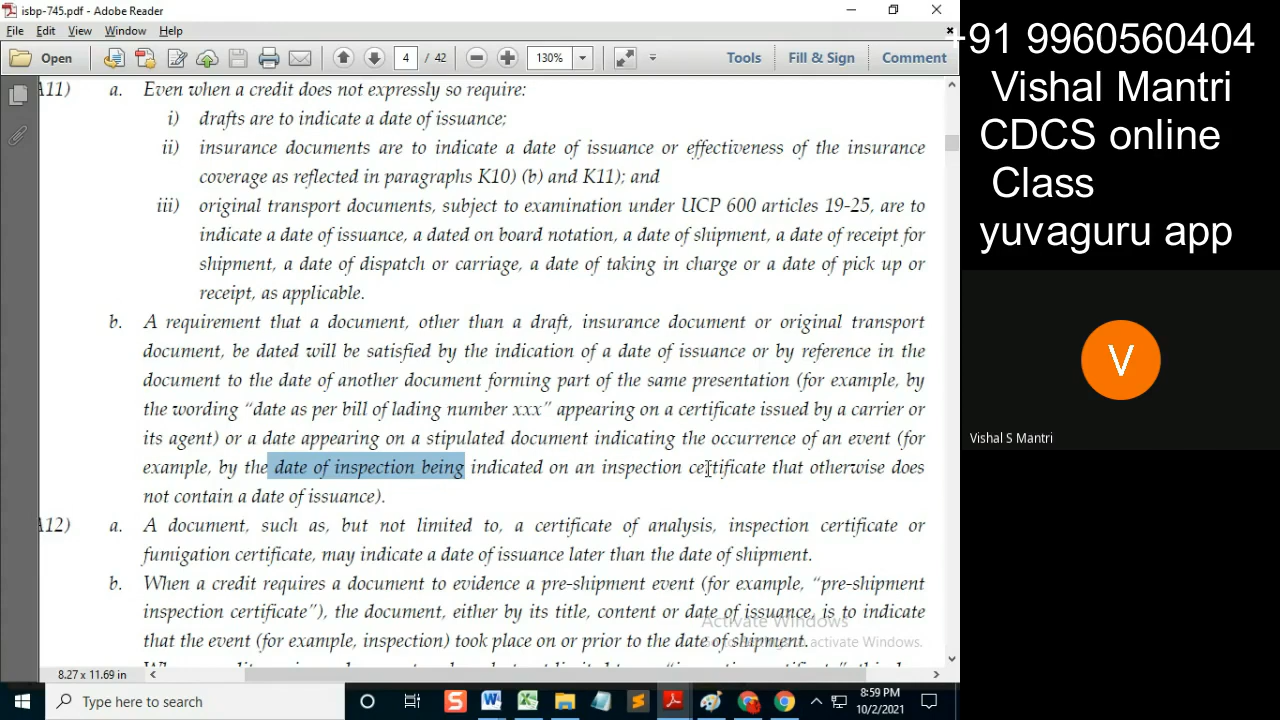 isbp-745.pdf - Adobe Reader
File Edit View Window Help
Open 4 / 42 130% Tools Fill & Sign Comment
A11) a. Even when a credit does not expressly so require:
i) drafts are to indicate a date of issuance;
ii) insurance documents are to indicate a date of issuance or effectiveness of the insurance
coverage as reflected in paragraphs K10) (b) and K11); and
iii) original transport documents, subject to examination under UCP 600 articles 19-25, are to
indicate a date of issuance, a dated on board notation, a date of shipment, a date of receipt for
shipment, a date of dispatch or carriage, a date of taking in charge or a date of pick up or
receipt, as applicable.
b. A requirement that a document, other than a draft, insurance document or original transport
document, be dated will be satisfied by the indication of a date of issuance or by reference in the
document to the date of another document forming part of the same presentation (for example, by
the wording “date as per bill of lading number xxx” appearing on a certificate issued by a carrier or
its agent) or a date appearing on a stipulated document indicating the occurrence of an event (for
example, by the date of inspection being indicated on an inspection certificate that otherwise does
not contain a date of issuance).
A12) a. A document, such as, but not limited to, a certificate of analysis, inspection certificate or
fumigation certificate, may indicate a date of issuance later than the date of shipment.
b. When a credit requires a document to evidence a pre-shipment event (for example, “pre-shipment
inspection certificate”), the document, either by its title, content or date of issuance, is to indicate
that the event (for example, inspection) took place on or prior to the date of shipment.
Activate Windows
activate Windows.
8.27 x 11.69 in
Type here to search
8:59 PM
10/2/2021
+91 9960560404
Vishal Mantri
CDCS online
Class
yuvaguru app
V
Vishal S Mantri